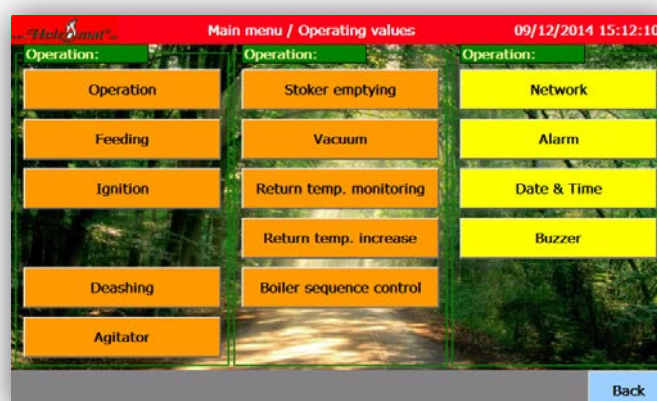 Heizomat
Main menu / Operating values
09/12/2014 15:12:10
Operation:
Operation
Feeding
Ignition
Deashing
Agitator
Operation:
Stoker emptying
Vacuum
Return temp. monitoring
Return temp. increase
Boiler sequence control
Operation:
Network
Alarm
Date & Time
Buzzer
Back